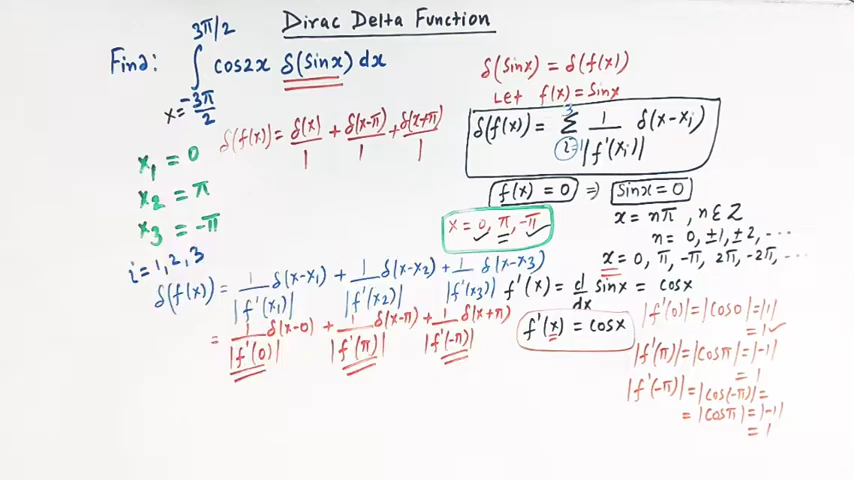 Dirac Delta Function
Find: ∫_{x=-3π/2}^{3π/2} cos2x δ(sinx) dx
δ(f(x)) = δ(x)/1 + δ(x-π)/1 + δ(x+π)/1
x₁ = 0
x₂ = π
x₃ = -π
i = 1, 2, 3
δ(sinx) = δ(f(x))
Let f(x) = sinx
δ(f(x)) = Σ_{i=1}^{3} 1/|f'(xᵢ)| δ(x-xᵢ)
f(x) = 0 ⇒ sinx = 0
x = nπ, n∈Z
n = 0, ±1, ±2, ...
x = 0, π, -π, 2π, -2π, ...
x = 0, π, -π
δ(f(x)) = 1/|f'(x₁)| δ(x-x₁) + 1/|f'(x₂)| δ(x-x₂) + 1/|f'(x₃)| δ(x-x₃)
= 1/|f'(0)| δ(x-0) + 1/|f'(π)| δ(x-π) + 1/|f'(-π)| δ(x+π)
f'(x) = d/dx sinx = cosx
f'(x) = cosx
|f'(0)| = |cos0| = |1|
= 1 ✓
|f'(π)| = |cosπ| = |-1|
= 1
|f'(-π)| = |cos(-π)| =
= |cosπ| = |-1|
= 1